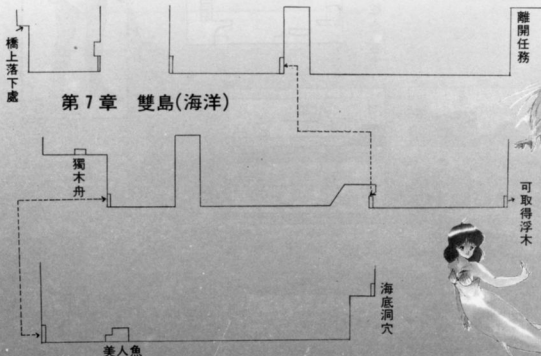 橋上落下處
離開任務
第7章 雙島(海洋)
獨木舟
可取得浮木
海底洞穴
美人魚